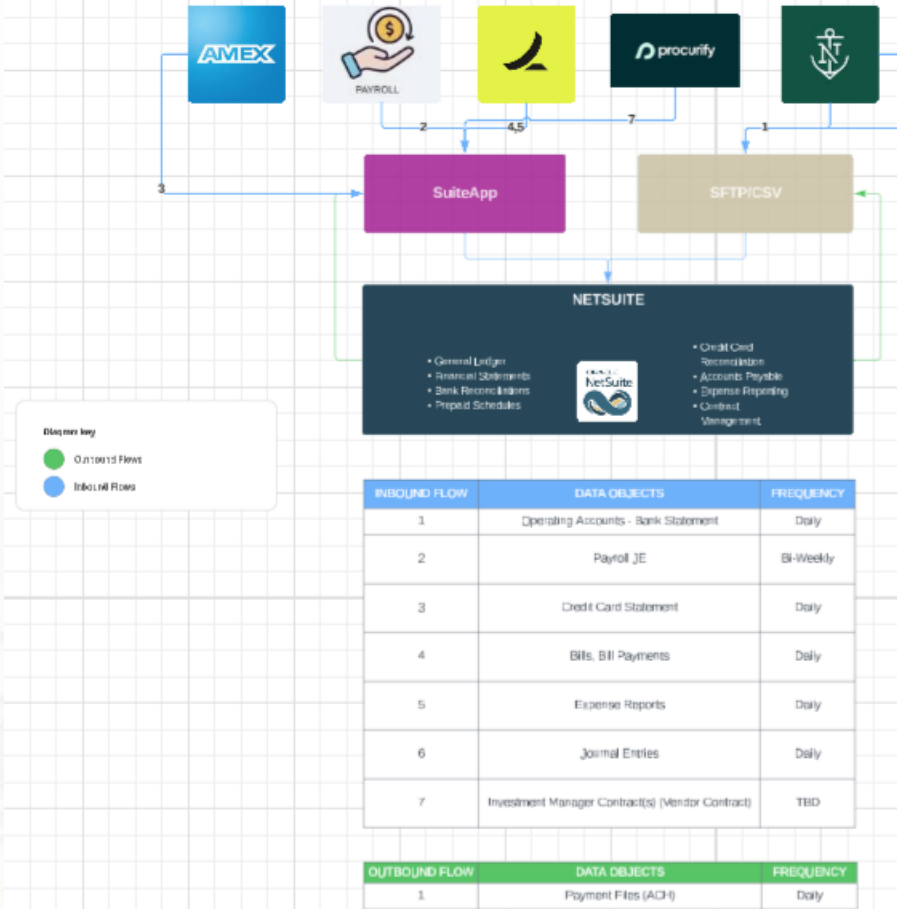 AMEX
PAYROLL
procurify
NT
2
4,5
7
1
3
SuiteApp
SFTP/CSV
NETSUITE
• General Ledger
• Financial Statements
• Bank Reconciliations
• Prepaid Schedules
ORACLE
NetSuite
• Credit Card
Reconciliation
• Accounts Payable
• Expense Reporting
• Contract
Management
Diagram key
Outbound Flows
Inbound Flows
INBOUND FLOW DATA OBJECTS FREQUENCY
1 Operating Accounts - Bank Statement Daily
2 Payroll JE Bi-Weekly
3 Credit Card Statement Daily
4 Bills, Bill Payments Daily
5 Expense Reports Daily
6 Journal Entries Daily
7 Investment Manager Contract(s) (Vendor Contract) TBD
OUTBOUND FLOW DATA OBJECTS FREQUENCY
1 Payment Files (ACH) Daily